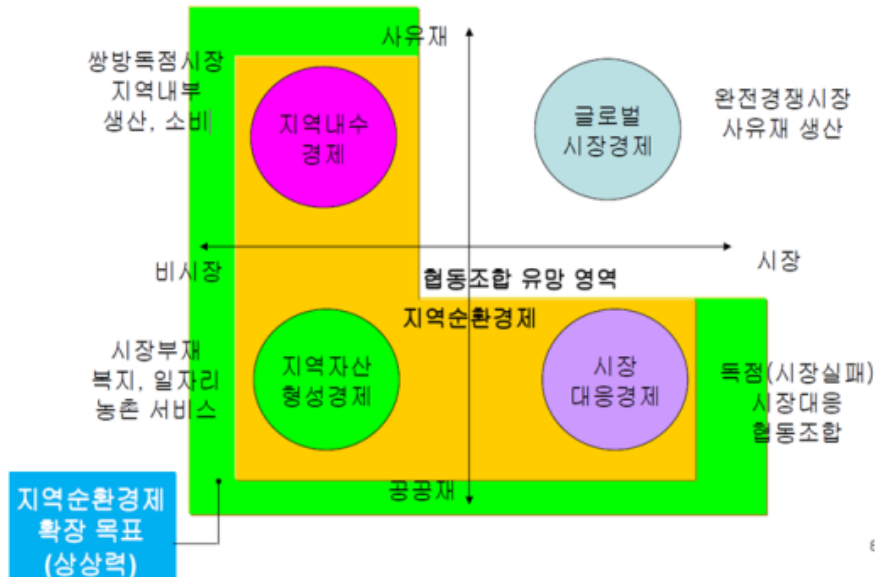 사유재
쌍방독점시장
지역내부
생산, 소비
지역내수
경제
글로벌
시장경제
완전경쟁시장
사유재 생산
비시장
시장
협동조합 유망 영역
지역순환경제
시장부재
복지, 일자리
농촌 서비스
지역자산
형성경제
시장
대응경제
독점(시장실패)
시장대응
협동조합
공공재
지역순환경제
확장 목표
(상상력)